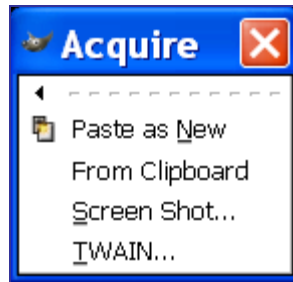 Acquire
Paste as New
From Clipboard
Screen Shot...
TWAIN...